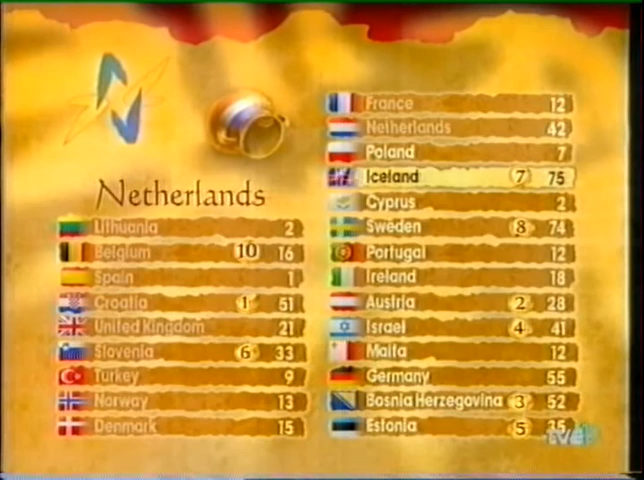 Netherlands
Lithuania 2
Belgium 10 16
Spain 1
Croatia 1 51
United Kingdom 21
Slovenia 6 33
Turkey 9
Norway 13
Denmark 15
France 12
Netherlands 42
Poland 7
Iceland 7 75
Cyprus 2
Sweden 8 74
Portugal 12
Ireland 18
Austria 2 28
Israel 4 41
Malta 12
Germany 55
Bosnia Herzegovina 3 52
Estonia 5 35
tve